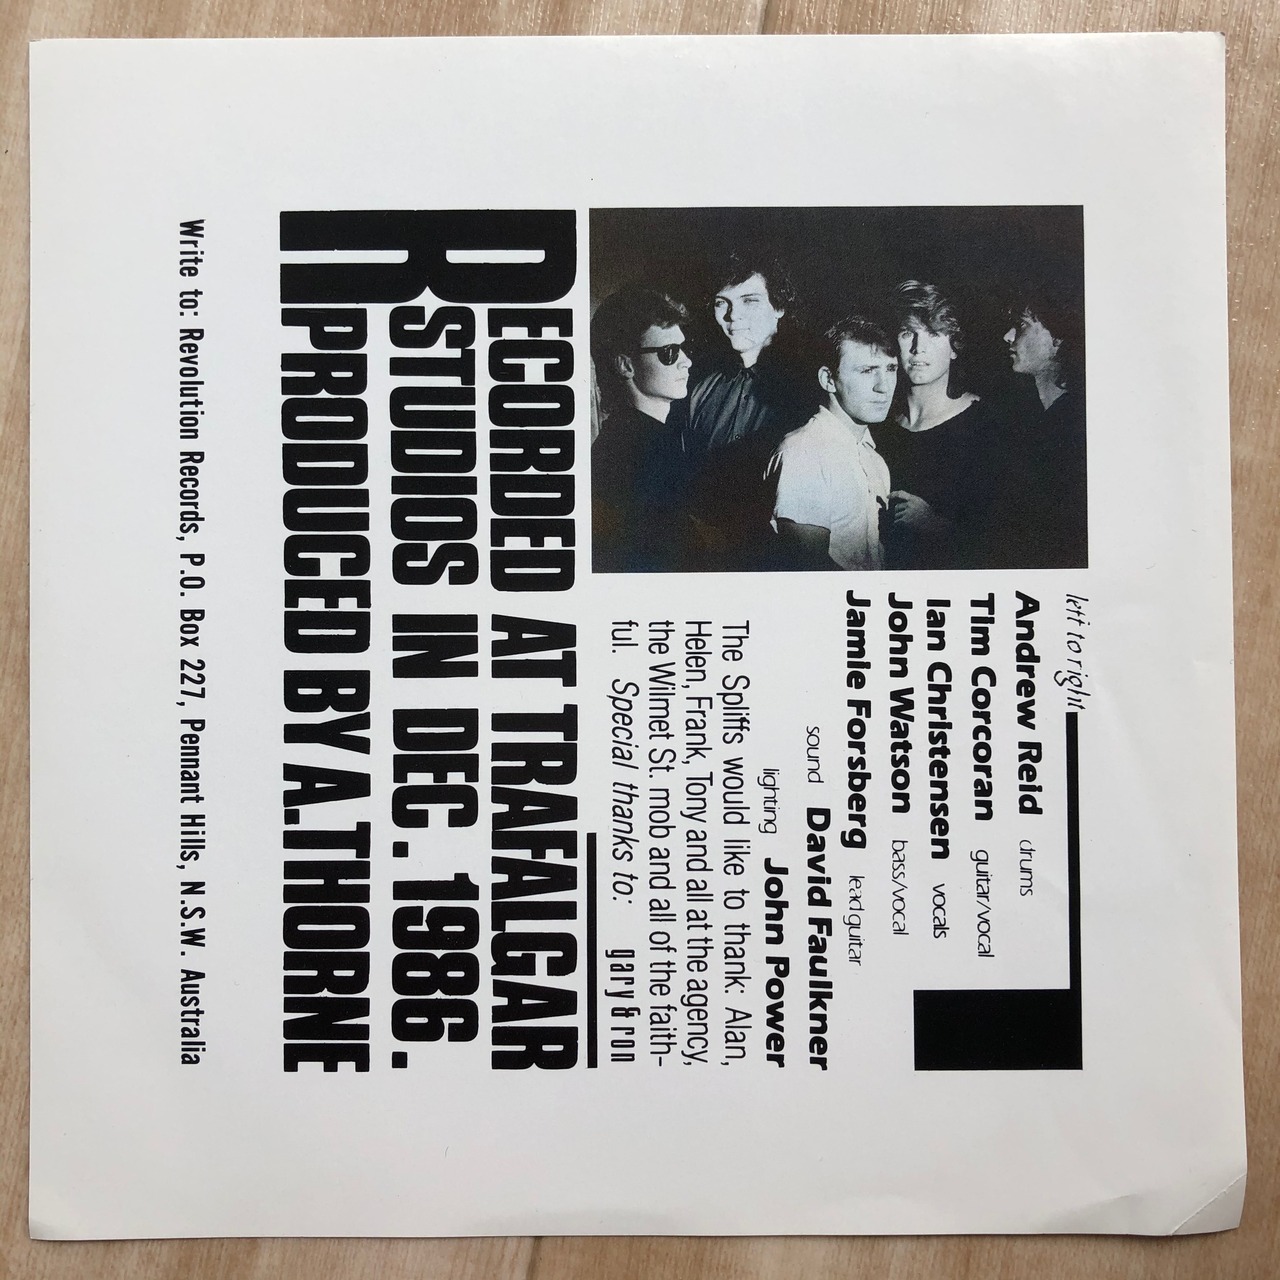 left to right
Andrew Reid drums
Tim Corcoran guitar/vocal
Ian Christensen vocals
John Watson bass/vocal
Jamie Forsberg lead guitar
sound David Faulkner
lighting John Power
The Spliffs would like to thank: Alan,
Helen, Frank, Tony and all at the agency,
the Wilmet St. mob and all of the faith-
ful. Special thanks to: gary & ron
RECORDED AT TRAFALGAR
STUDIOS IN DEC. 1986.
PRODUCED BY A.THORNE
Write to: Revolution Records, P.O. Box 227, Pennant Hills, N.S.W. Australia